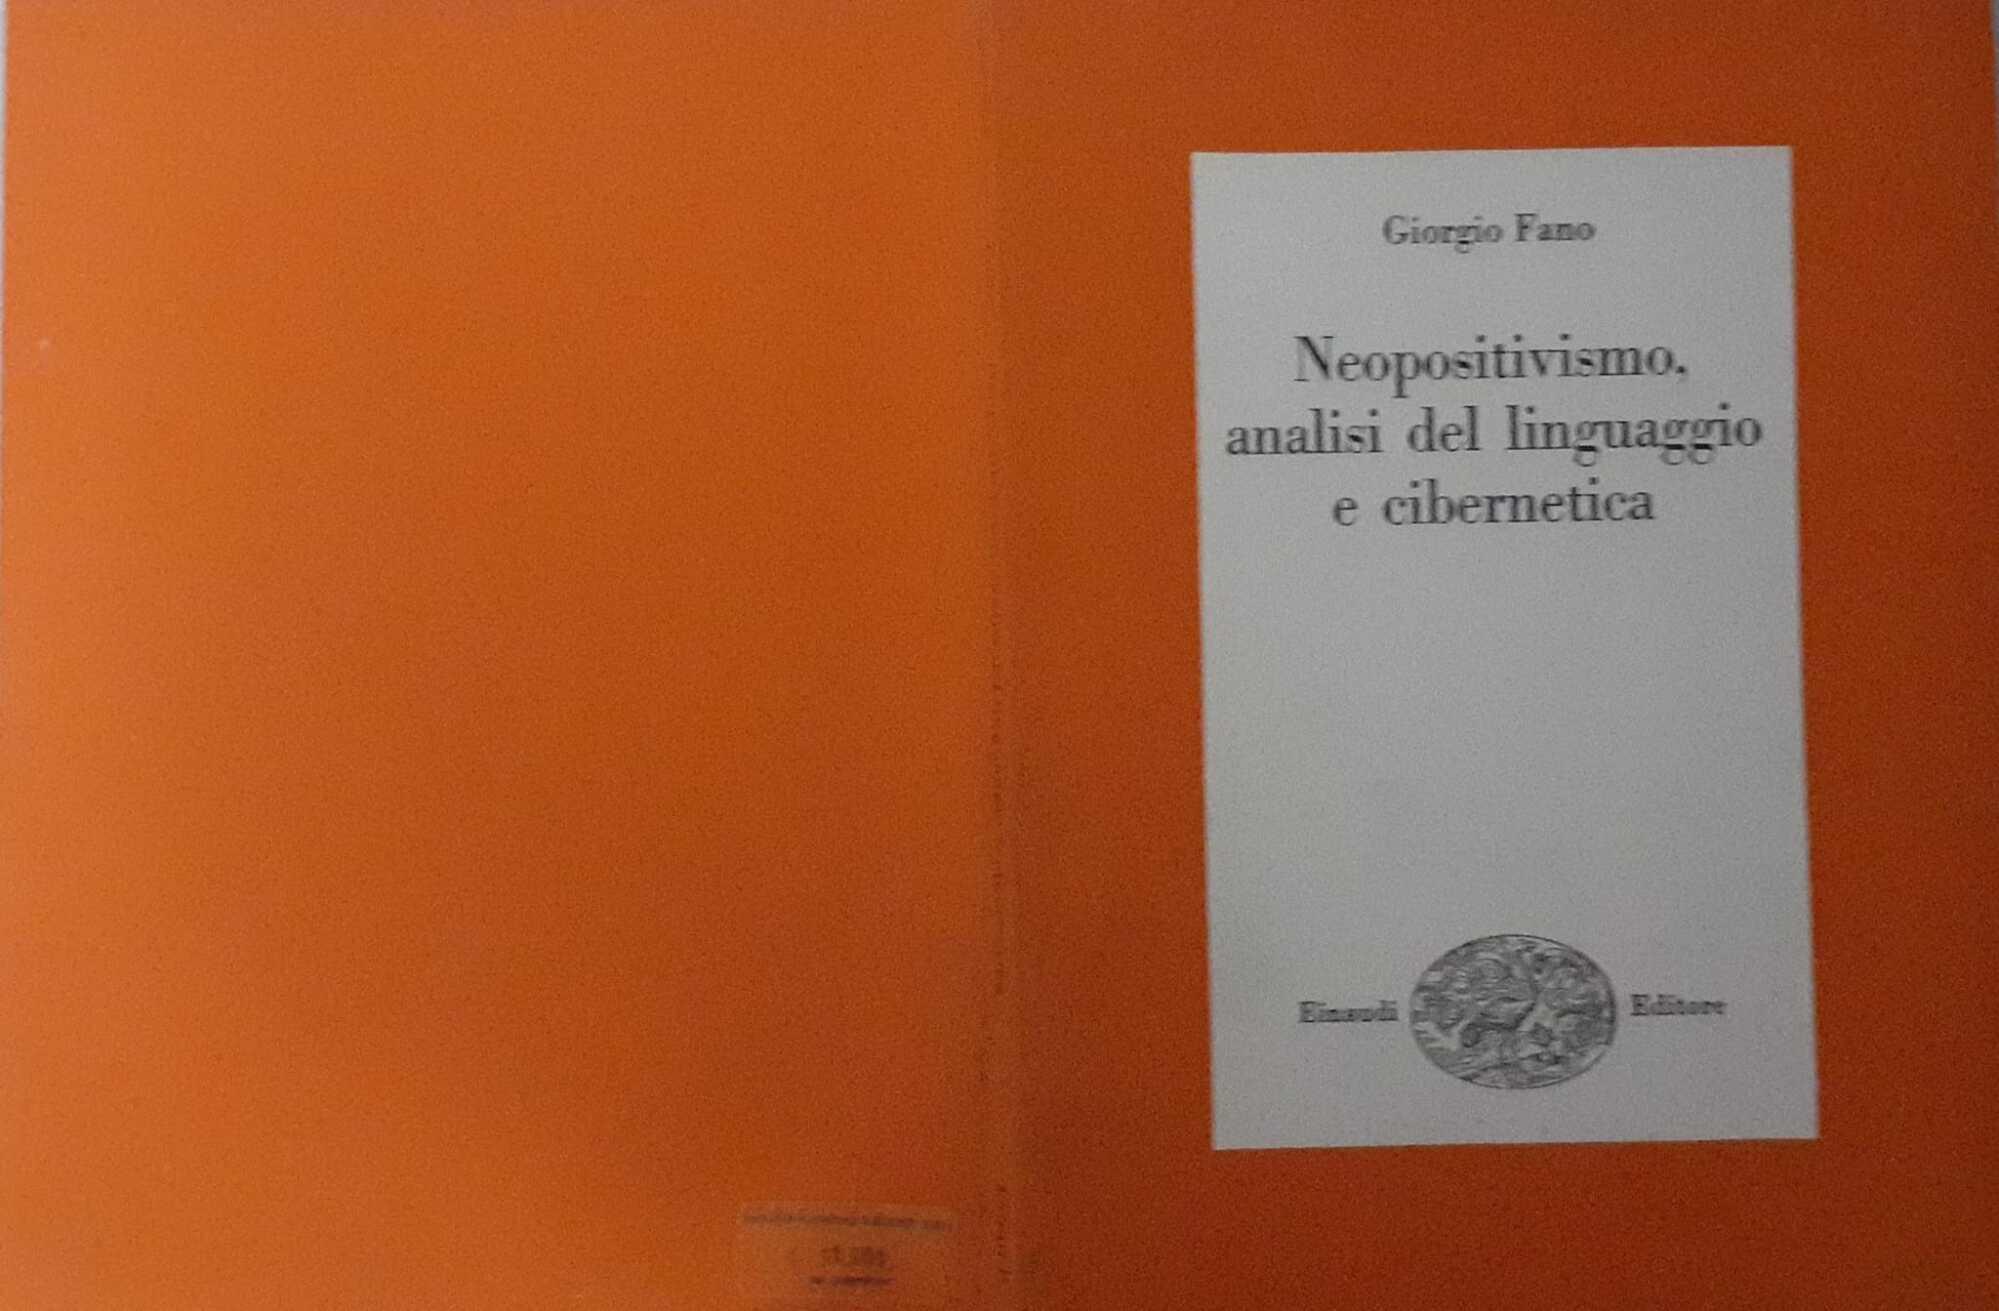 Giorgio Fano
Neopositivismo,
analisi del linguaggio
e cibernetica
Einaudi Editore